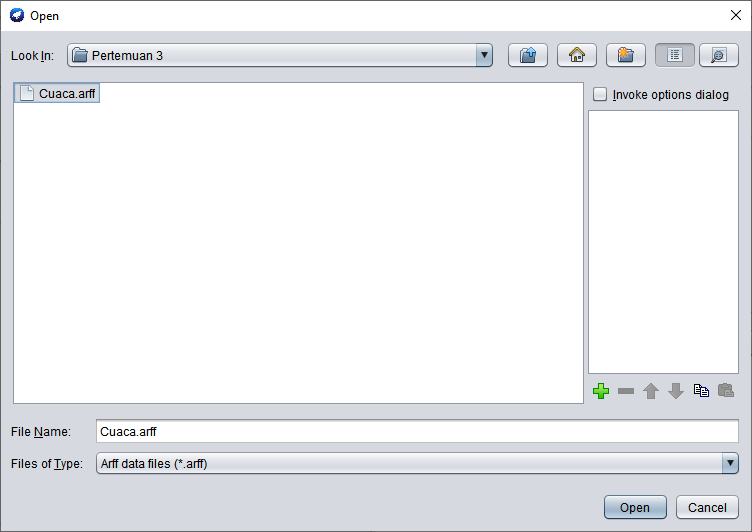 Open
Look In: Pertemuan 3
Cuaca.arff
Invoke options dialog
File Name: Cuaca.arff
Files of Type: Arff data files (*.arff)
Open Cancel